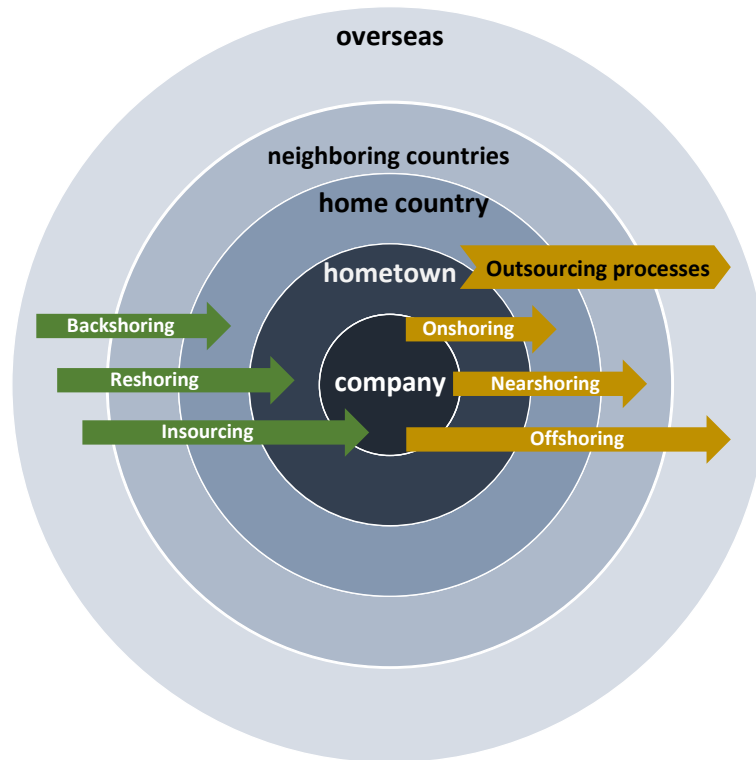 overseas
neighboring countries
home country
hometown
Outsourcing processes
Backshoring
Onshoring
Reshoring
company
Nearshoring
Insourcing
Offshoring